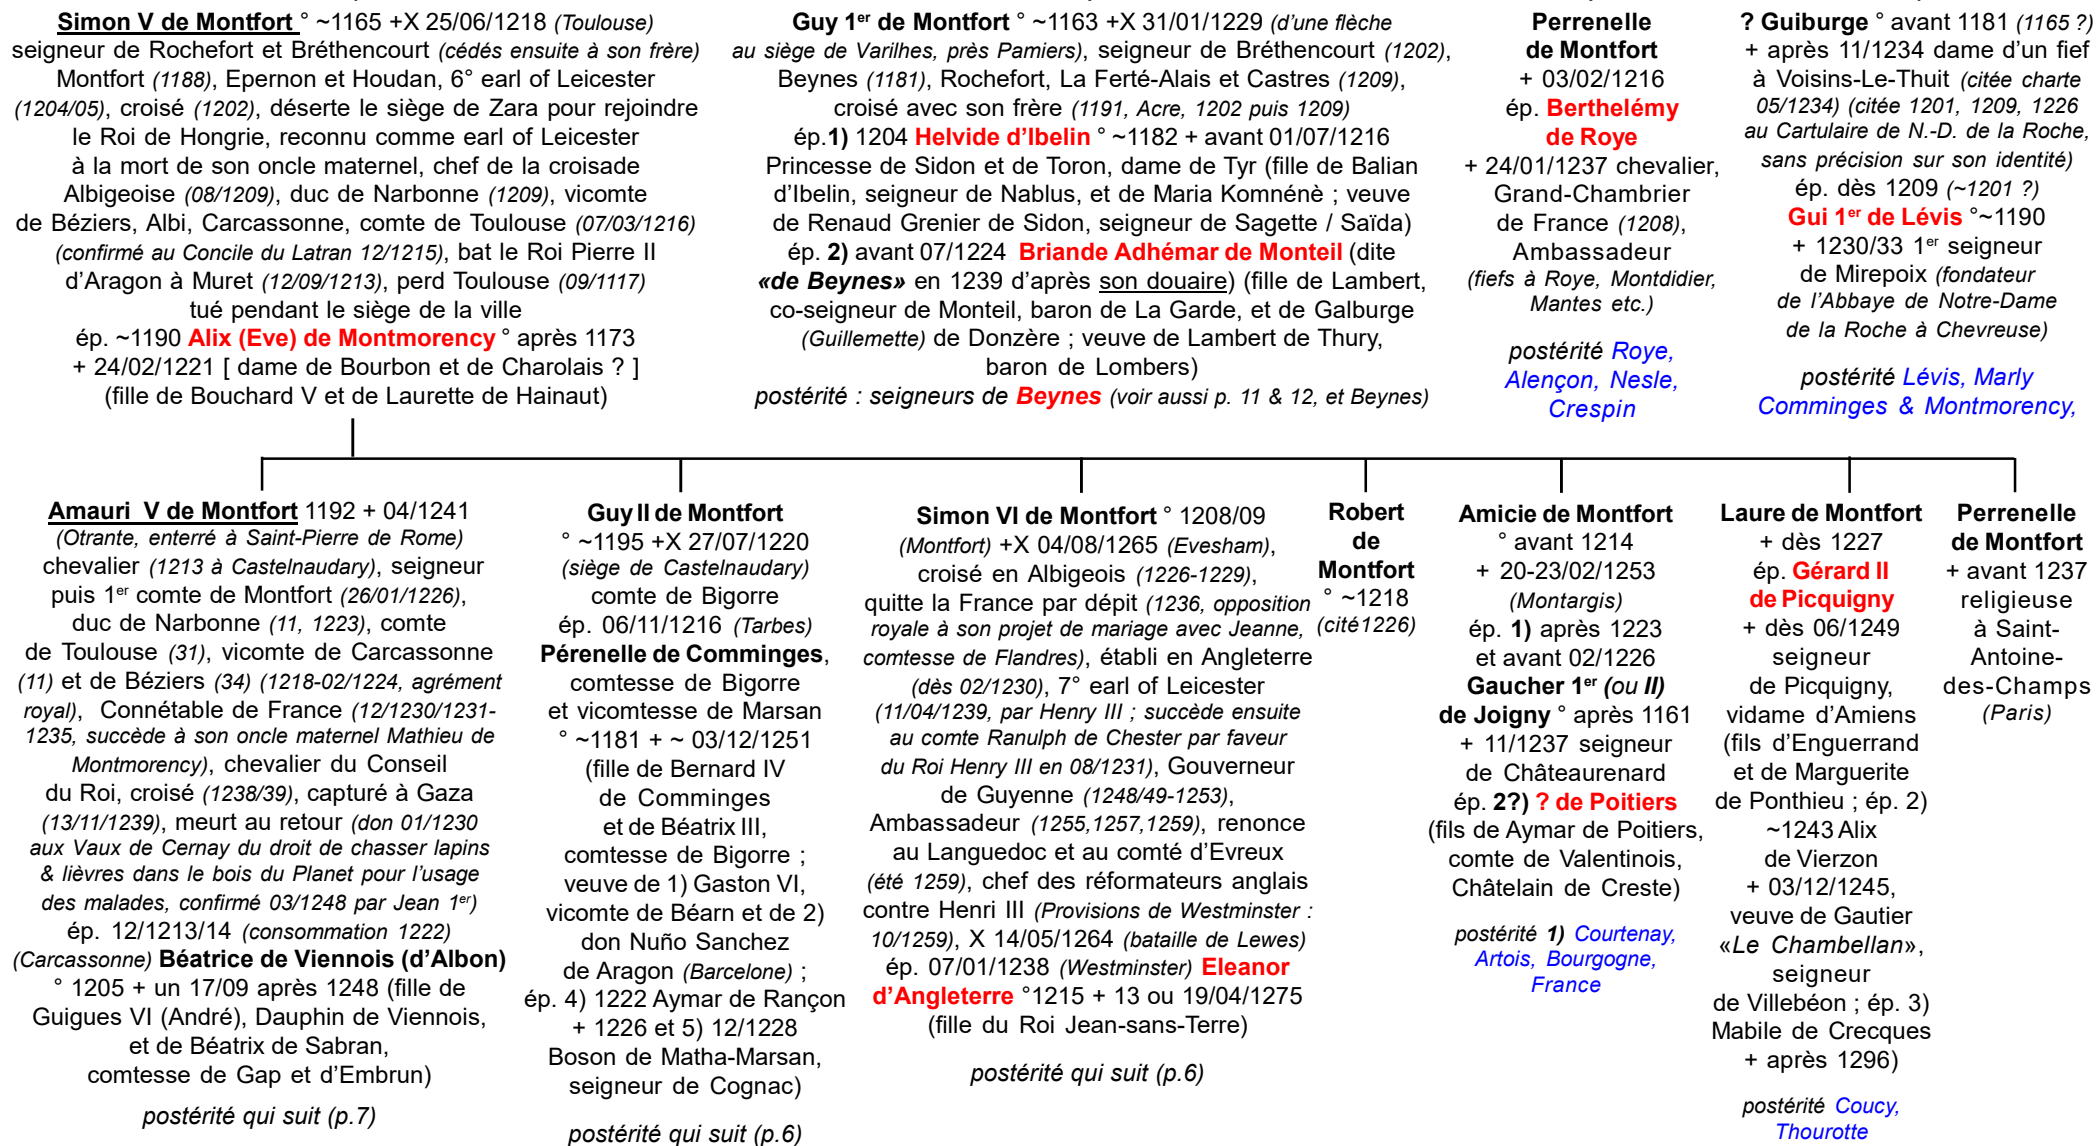 Simon V de Montfort ° ~1165 +X 25/06/1218 (Toulouse)
seigneur de Rochefort et Bréthencourt (cédés ensuite à son frère)
Montfort (1188), Epernon et Houdan, 6° earl of Leicester
(1204/05), croisé (1202), déserte le siège de Zara pour rejoindre
le Roi de Hongrie, reconnu comme earl of Leicester
à la mort de son oncle maternel, chef de la croisade
Albigeoise (08/1209), duc de Narbonne (1209), vicomte
de Béziers, Albi, Carcassonne, comte de Toulouse (07/03/1216)
(confirmé au Concile du Latran 12/1215), bat le Roi Pierre II
d'Aragon à Muret (12/09/1213), perd Toulouse (09/1117)
tué pendant le siège de la ville
ép. ~1190 Alix (Eve) de Montmorency ° après 1173
+ 24/02/1221 [ dame de Bourbon et de Charolais ? ]
(fille de Bouchard V et de Laurette de Hainaut)
Guy 1er de Montfort ° ~1163 +X 31/01/1229 (d'une flèche
au siège de Varilhes, près Pamiers), seigneur de Bréthencourt (1202),
Beynes (1181), Rochefort, La Ferté-Alais et Castres (1209),
croisé avec son frère (1191, Acre, 1202 puis 1209)
ép.1) 1204 Helvide d'Ibelin ° ~1182 + avant 01/07/1216
Princesse de Sidon et de Toron, dame de Tyr (fille de Balian
d'Ibelin, seigneur de Nablus, et de Maria Komnénè ; veuve
de Renaud Grenier de Sidon, seigneur de Sagette / Saïda)
ép. 2) avant 07/1224 Briande Adhémar de Monteil (dite
«de Beynes» en 1239 d'après son douaire) (fille de Lambert,
co-seigneur de Monteil, baron de La Garde, et de Galburge
(Guillemette) de Donzère ; veuve de Lambert de Thury,
baron de Lombers)
postérité : seigneurs de Beynes (voir aussi p. 11 & 12, et Beynes)
Perrenelle
de Montfort
+ 03/02/1216
ép. Berthelémy
de Roye
+ 24/01/1237 chevalier,
Grand-Chambrier
de France (1208),
Ambassadeur
(fiefs à Roye, Montdidier,
Mantes etc.)
postérité Roye,
Alençon, Nesle,
Crespin
? Guiburge ° avant 1181 (1165 ?)
+ après 11/1234 dame d'un fief
à Voisins-Le-Thuit (citée charte
05/1234) (citée 1201, 1209, 1226
au Cartulaire de N.-D. de la Roche,
sans précision sur son identité)
ép. dès 1209 (~1201 ?)
Gui 1er de Lévis °~1190
+ 1230/33 1er seigneur
de Mirepoix (fondateur
de l'Abbaye de Notre-Dame
de la Roche à Chevreuse)
postérité Lévis, Marly
Comminges & Montmorency,
Amauri V de Montfort 1192 + 04/1241
(Otrante, enterré à Saint-Pierre de Rome)
chevalier (1213 à Castelnaudary), seigneur
puis 1er comte de Montfort (26/01/1226),
duc de Narbonne (11, 1223), comte
de Toulouse (31), vicomte de Carcassonne
(11) et de Béziers (34) (1218-02/1224, agrément
royal), Connétable de France (12/1230/1231-
1235, succède à son oncle maternel Mathieu de
Montmorency), chevalier du Conseil
du Roi, croisé (1238/39), capturé à Gaza
(13/11/1239), meurt au retour (don 01/1230
aux Vaux de Cernay du droit de chasser lapins
& lièvres dans le bois du Planet pour l'usage
des malades, confirmé 03/1248 par Jean 1er)
ép. 12/1213/14 (consommation 1222)
(Carcassonne) Béatrice de Viennois (d'Albon)
° 1205 + un 17/09 après 1248 (fille de
Guigues VI (André), Dauphin de Viennois,
et de Béatrix de Sabran,
comtesse de Gap et d'Embrun)
postérité qui suit (p.7)
Guy II de Montfort
° ~1195 +X 27/07/1220
(siège de Castelnaudary)
comte de Bigorre
ép. 06/11/1216 (Tarbes)
Pérenelle de Comminges,
comtesse de Bigorre
et vicomtesse de Marsan
° ~1181 + ~ 03/12/1251
(fille de Bernard IV
de Comminges
et de Béatrix III,
comtesse de Bigorre ;
veuve de 1) Gaston VI,
vicomte de Béarn et de 2)
don Nuño Sanchez
de Aragon (Barcelone) ;
ép. 4) 1222 Aymar de Rançon
+ 1226 et 5) 12/1228
Boson de Matha-Marsan,
seigneur de Cognac)
postérité qui suit (p.6)
Simon VI de Montfort ° 1208/09
(Montfort) +X 04/08/1265 (Evesham),
croisé en Albigeois (1226-1229),
quitte la France par dépit (1236, opposition
royale à son projet de mariage avec Jeanne,
comtesse de Flandres), établi en Angleterre
(dès 02/1230), 7° earl of Leicester
(11/04/1239, par Henry III ; succède ensuite
au comte Ranulph de Chester par faveur
du Roi Henry III en 08/1231), Gouverneur
de Guyenne (1248/49-1253),
Ambassadeur (1255,1257,1259), renonce
au Languedoc et au comté d'Evreux
(été 1259), chef des réformateurs anglais
contre Henri III (Provisions de Westminster :
10/1259), X 14/05/1264 (bataille de Lewes)
ép. 07/01/1238 (Westminster) Eleanor
d'Angleterre °1215 + 13 ou 19/04/1275
(fille du Roi Jean-sans-Terre)
postérité qui suit (p.6)
Robert
de
Montfort
° ~1218
(cité1226)
Amicie de Montfort
° avant 1214
+ 20-23/02/1253
(Montargis)
ép. 1) après 1223
et avant 02/1226
Gaucher 1er (ou II)
de Joigny ° après 1161
+ 11/1237 seigneur
de Châteaurenard
ép. 2?) ? de Poitiers
(fils de Aymar de Poitiers,
comte de Valentinois,
Châtelain de Creste)
postérité 1) Courtenay,
Artois, Bourgogne,
France
Laure de Montfort
+ dès 1227
ép. Gérard II
de Picquigny
+ dès 06/1249
seigneur
de Picquigny,
vidame d'Amiens
(fils d'Enguerrand
et de Marguerite
de Ponthieu ; ép. 2)
~1243 Alix
de Vierzon
+ 03/12/1245,
veuve de Gautier
«Le Chambellan»,
seigneur
de Villebéon ; ép. 3)
Mabile de Crecques
+ après 1296)
postérité Coucy,
Thourotte
Perrenelle
de Montfort
+ avant 1237
religieuse
à Saint-
Antoine-
des-Champs
(Paris)